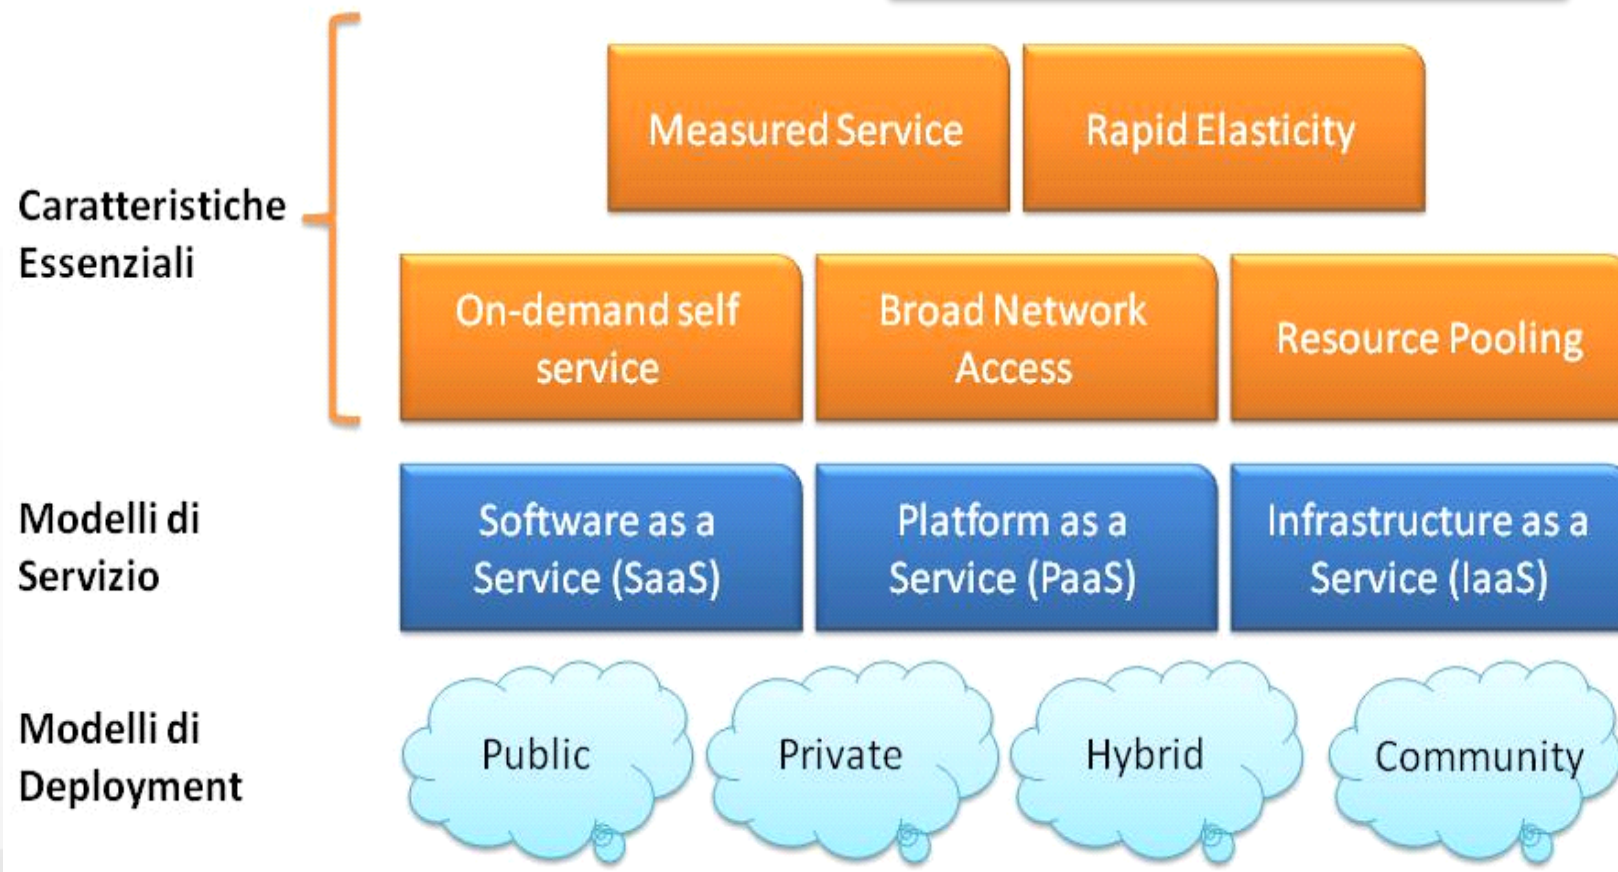 Measured Service
Rapid Elasticity
Caratteristiche
Essenziali
On-demand self
service
Broad Network
Access
Resource Pooling
Modelli di
Servizio
Software as a
Service (SaaS)
Platform as a
Service (PaaS)
Infrastructure as a
Service (IaaS)
Modelli di
Deployment
Public
Private
Hybrid
Community